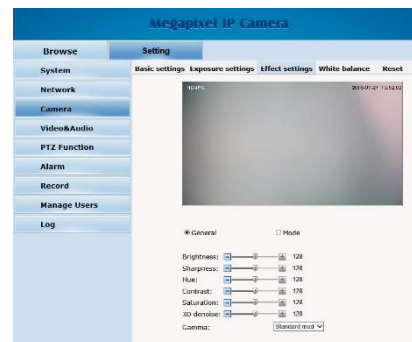 Megapixel IP Camera
Browse Setting
System Basic settings Exposure settings Effect settings White balance Reset
Network
Camera
Video&Audio
PTZ Function
Alarm
Record
Manage Users
Log
General Mode
Brightness: 128
Sharpness: 128
Hue: 128
Contrast: 128
Saturation: 128
3D denoise: 128
Gamma: Standard mod